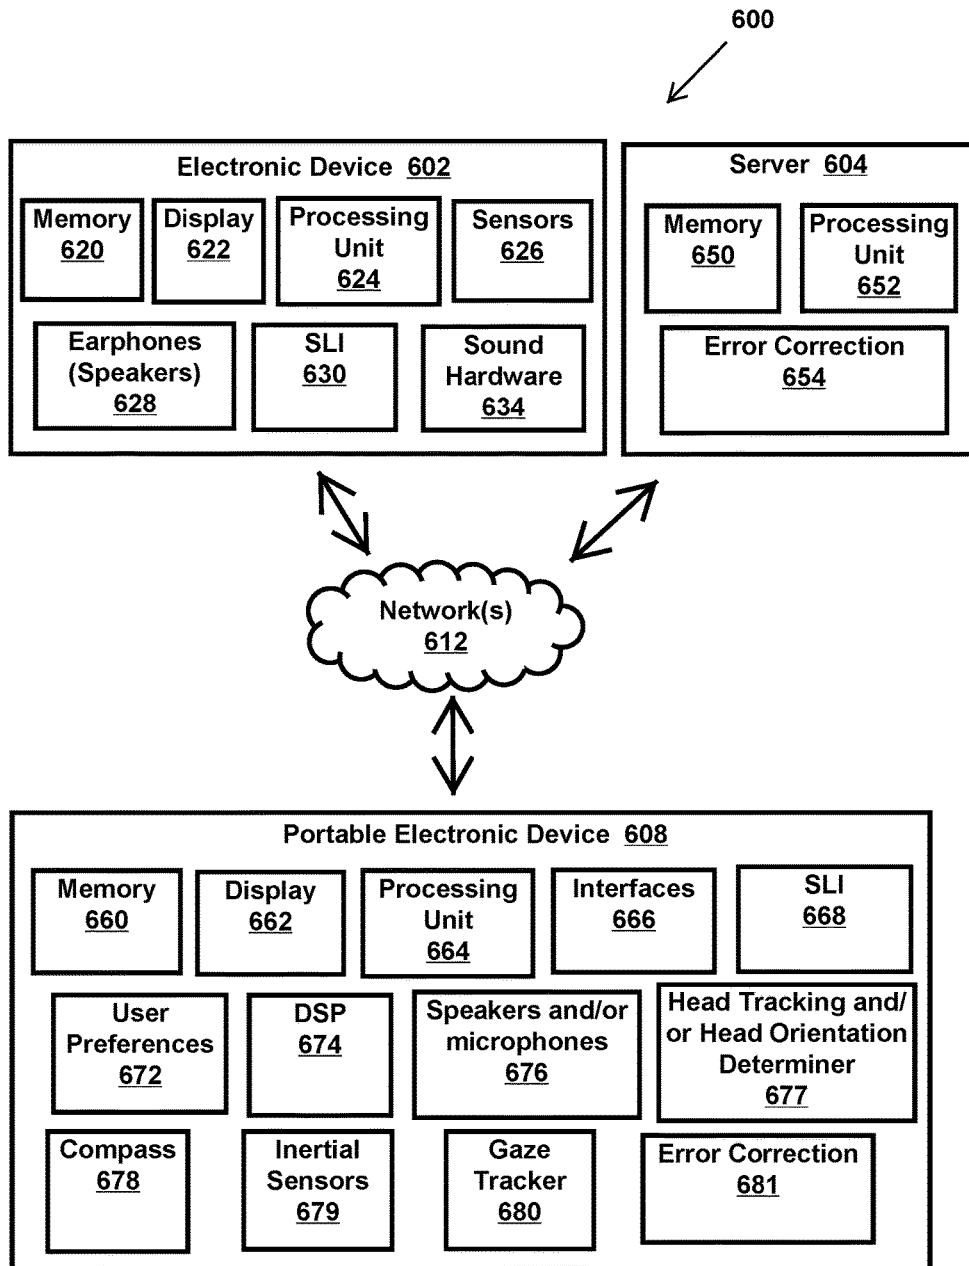 600
Electronic Device 602
Memory
620
Display
622
Processing
Unit
624
Sensors
626
Earphones
(Speakers)
628
SLI
630
Sound
Hardware
634
Server 604
Memory
650
Processing
Unit
652
Error Correction
654
Network(s)
612
Portable Electronic Device 608
Memory
660
Display
662
Processing
Unit
664
Interfaces
666
SLI
668
User
Preferences
672
DSP
674
Speakers and/or
microphones
676
Head Tracking and/
or Head Orientation
Determiner
677
Compass
678
Inertial
Sensors
679
Gaze
Tracker
680
Error Correction
681